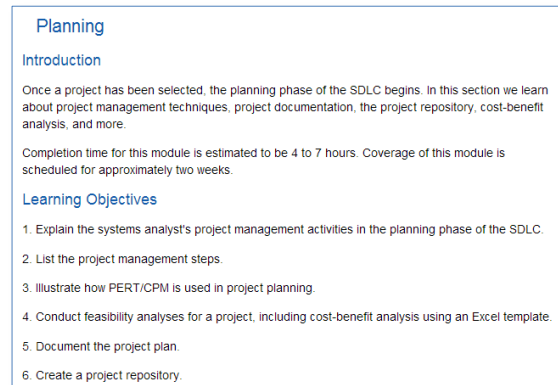 Planning
Introduction
Once a project has been selected, the planning phase of the SDLC begins. In this section we learn
about project management techniques, project documentation, the project repository, cost-benefit
analysis, and more.
Completion time for this module is estimated to be 4 to 7 hours. Coverage of this module is
scheduled for approximately two weeks.
Learning Objectives
1. Explain the systems analyst's project management activities in the planning phase of the SDLC.
2. List the project management steps.
3. Illustrate how PERT/CPM is used in project planning.
4. Conduct feasibility analyses for a project, including cost-benefit analysis using an Excel template.
5. Document the project plan.
6. Create a project repository.